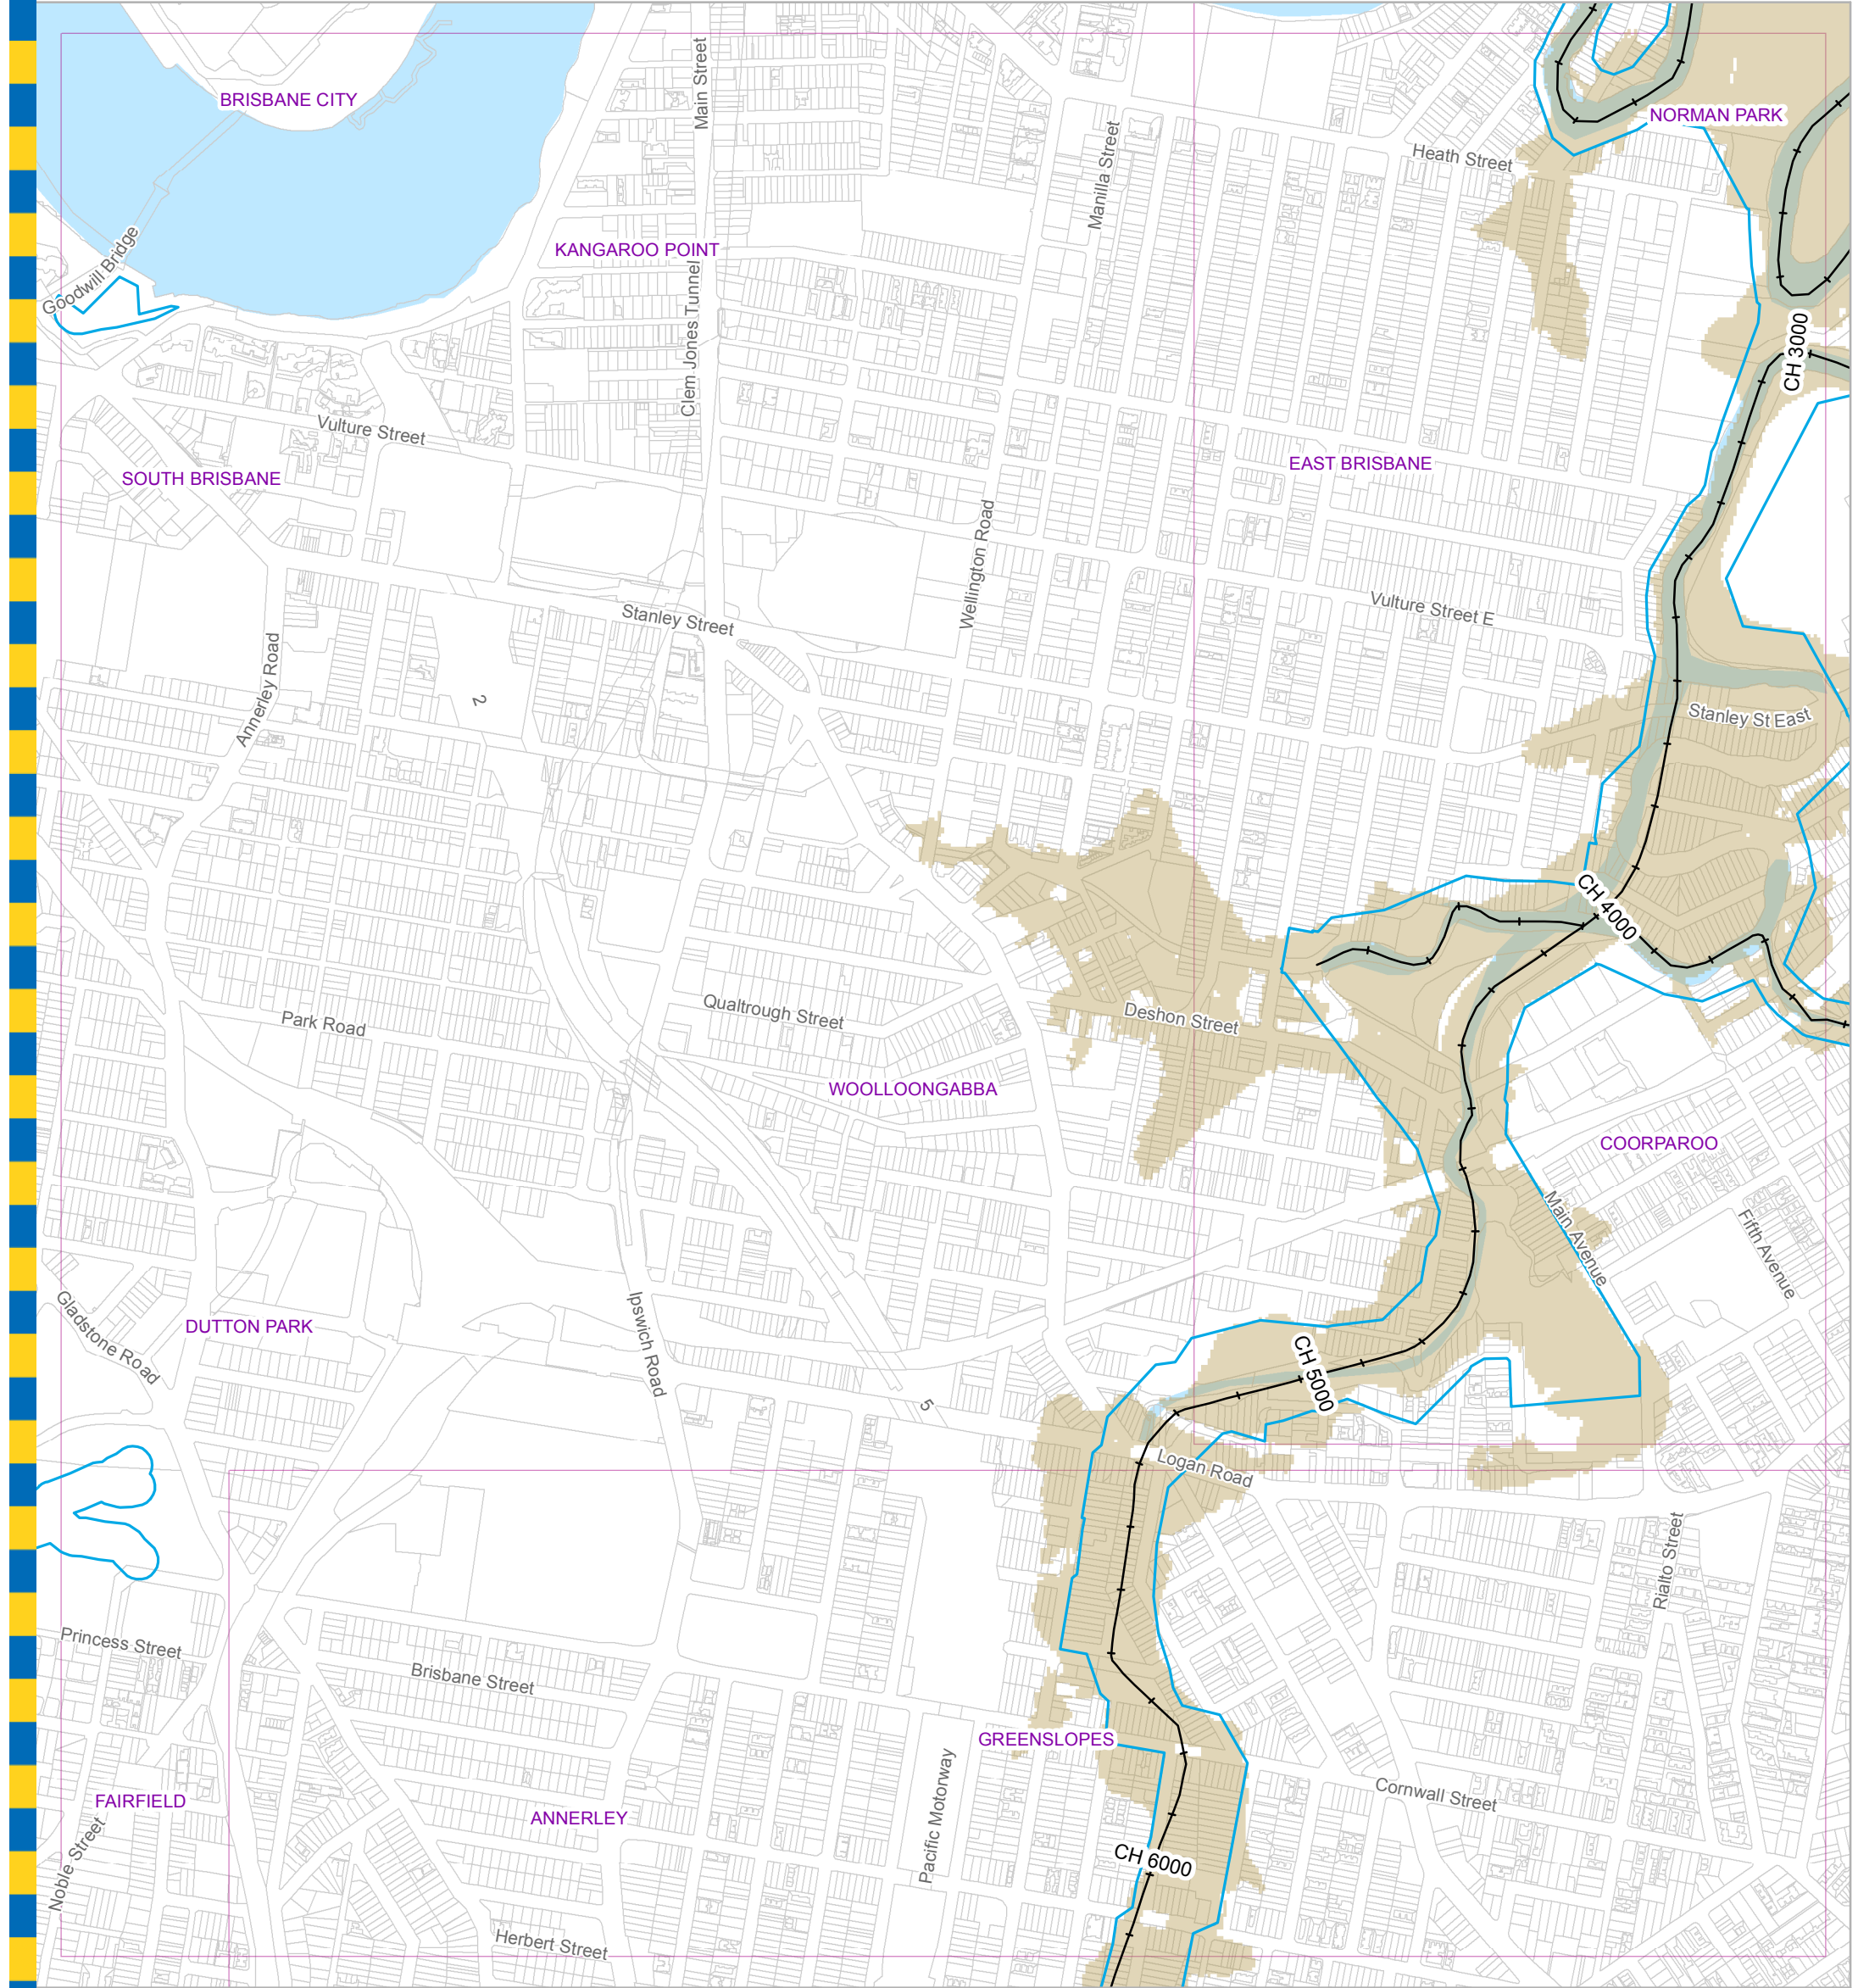 Main Street
BRISBANE CITY
NORMAN PARK
Heath Street
Manilla Street
KANGAROO POINT
Goodwill Bridge
Clem Jones Tunnel
CH 3000
Vulture Street
EAST BRISBANE
SOUTH BRISBANE
Wellington Road
Vulture Street E
Stanley Street
Annerley Road
2
Stanley St East
CH 4000
Qualtrough Street
Deshon Street
Park Road
WOOLLOONGABBA
COORPAROO
Main Avenue
Fifth Avenue
DUTTON PARK
Gladstone Road
Ipswich Road
CH 5000
5
Logan Road
Rialto Street
Princess Street
Brisbane Street
GREENSLOPES
Pacific Motorway
Cornwall Street
FAIRFIELD
ANNERLEY
Noble Street
CH 6000
Herbert Street